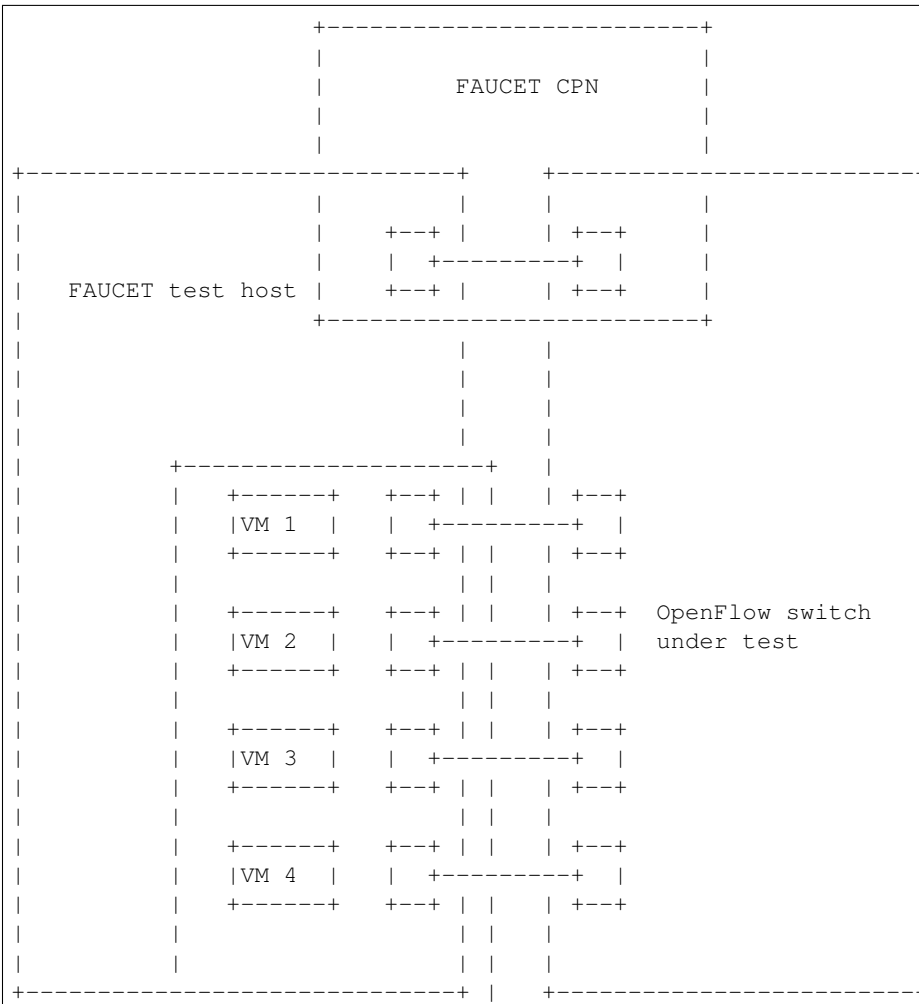 FAUCET CPN
FAUCET test host
VM 1
VM 2
OpenFlow switch
under test
VM 3
VM 4